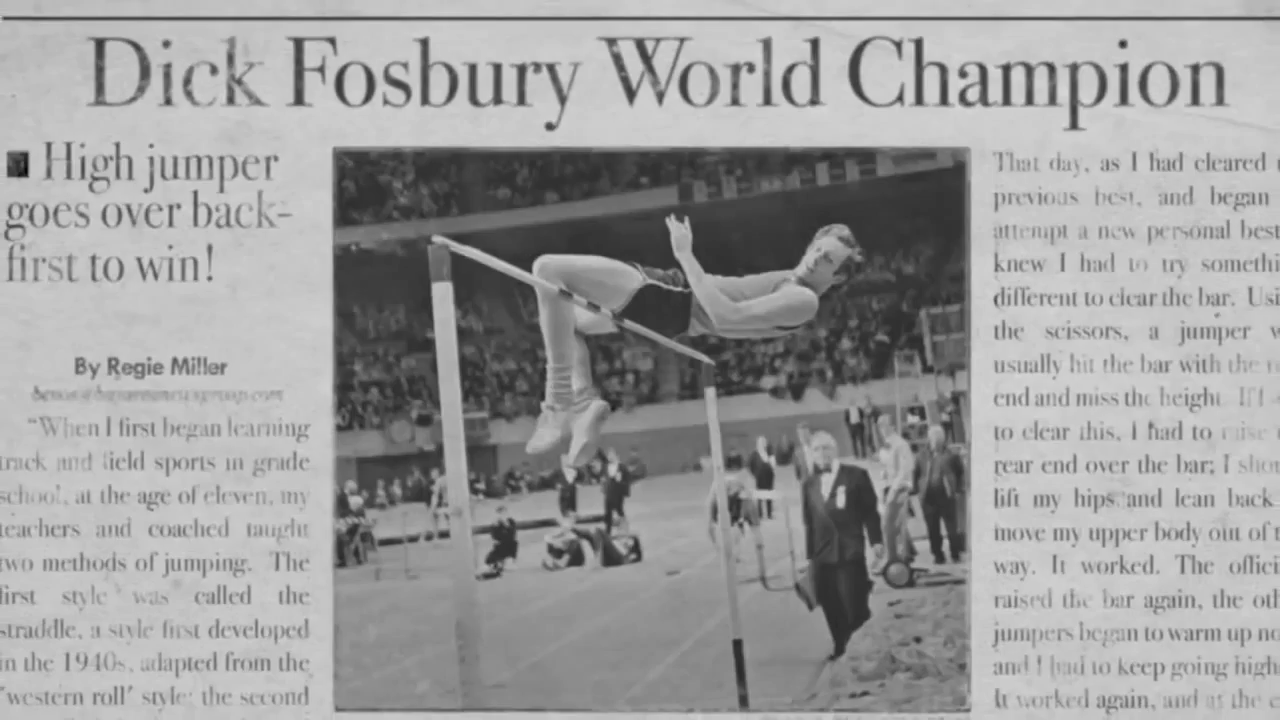 Dick Fosbury World Champion
■ High jumper
goes over back-
first to win!
By Regie Miller
“When I first began learning
track and field sports in grade
school, at the age of eleven, my
teachers and coached taught
two methods of jumping. The
first style was called the
straddle, a style first developed
in the 1940s, adapted from the
"western roll' style; the second
That day, as I had cleared
previous best, and began
attempt a new personal best
knew I had to try somethi
different to clear the bar. Usi
the scissors, a jumper
usually hit the bar with the
end and miss the height. If I
to clear this, I had to raise
rear end over the bar; I shou
lift my hips and lean back
move my upper body out of
way. It worked. The offici
raised the bar again, the oth
jumpers began to warm up
and I had to keep going high
It worked again, and at the